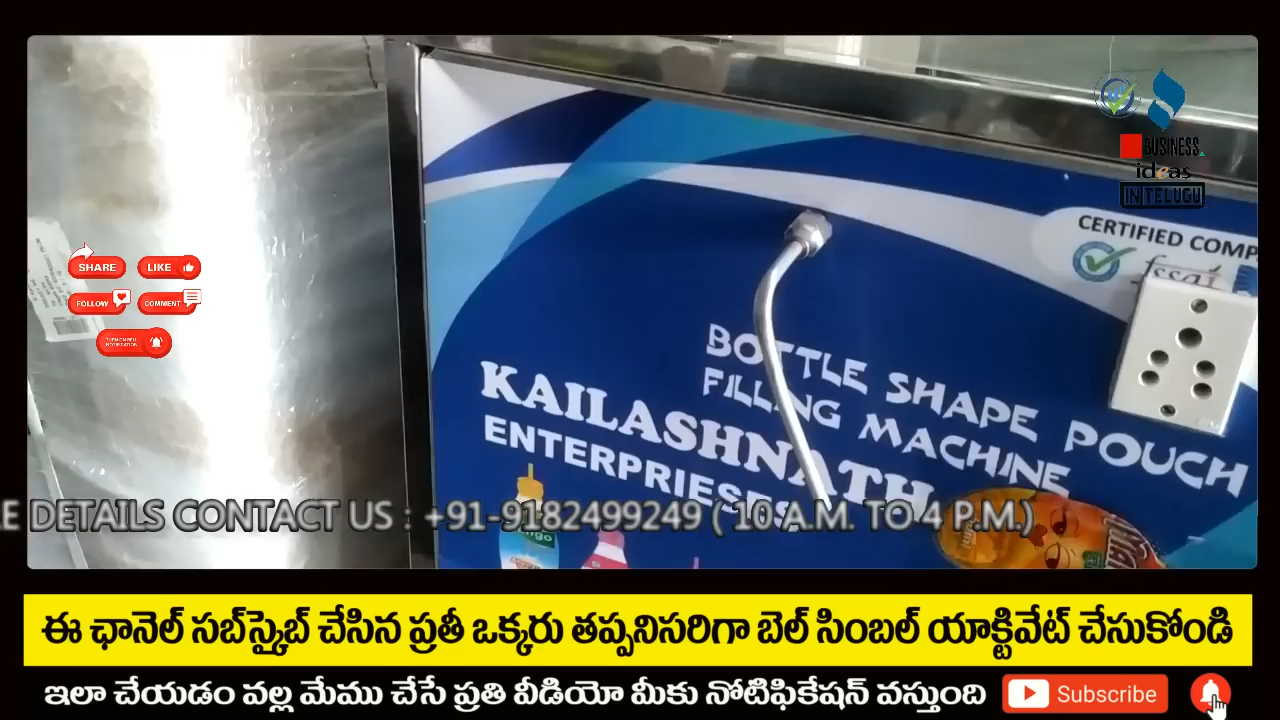 BUSINESS
ideas
IN TELUGU
CERTIFIED COMP
fssai
SHARE
LIKE
FOLLOW
COMMENT
BOTTLE SHAPE POUCH
FILLING MACHINE
KAILASHNATH
ENTERPRIESES
LE DETAILS CONTACT US : +91-9182499249 ( 10 A.M. TO 4 P.M.)
ఈ ఛానెల్ సబ్‌స్క్రైబ్ చేసిన ప్రతీ ఒక్కరు తప్పనిసరిగా బెల్ సింబల్ యాక్టివేట్ చేసుకోండి
ఇలా చేయడం వల్ల మేము చేసే ప్రతి వీడియో మీకు నోటిఫికేషన్ వస్తుంది
Subscribe